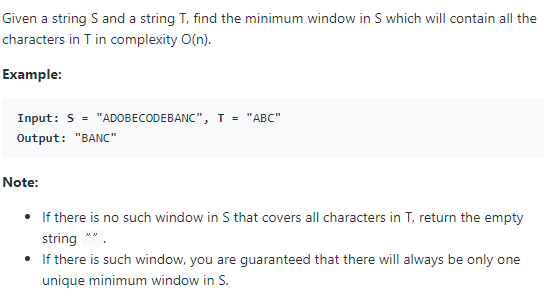 Given a string S and a string T, find the minimum window in S which will contain all the
characters in T in complexity O(n).
Example:
Input: S = "ADOBECODEBANC", T = "ABC"
Output: "BANC"
Note:
• If there is no such window in S that covers all characters in T, return the empty
string "" .
• If there is such window, you are guaranteed that there will always be only one
unique minimum window in S.